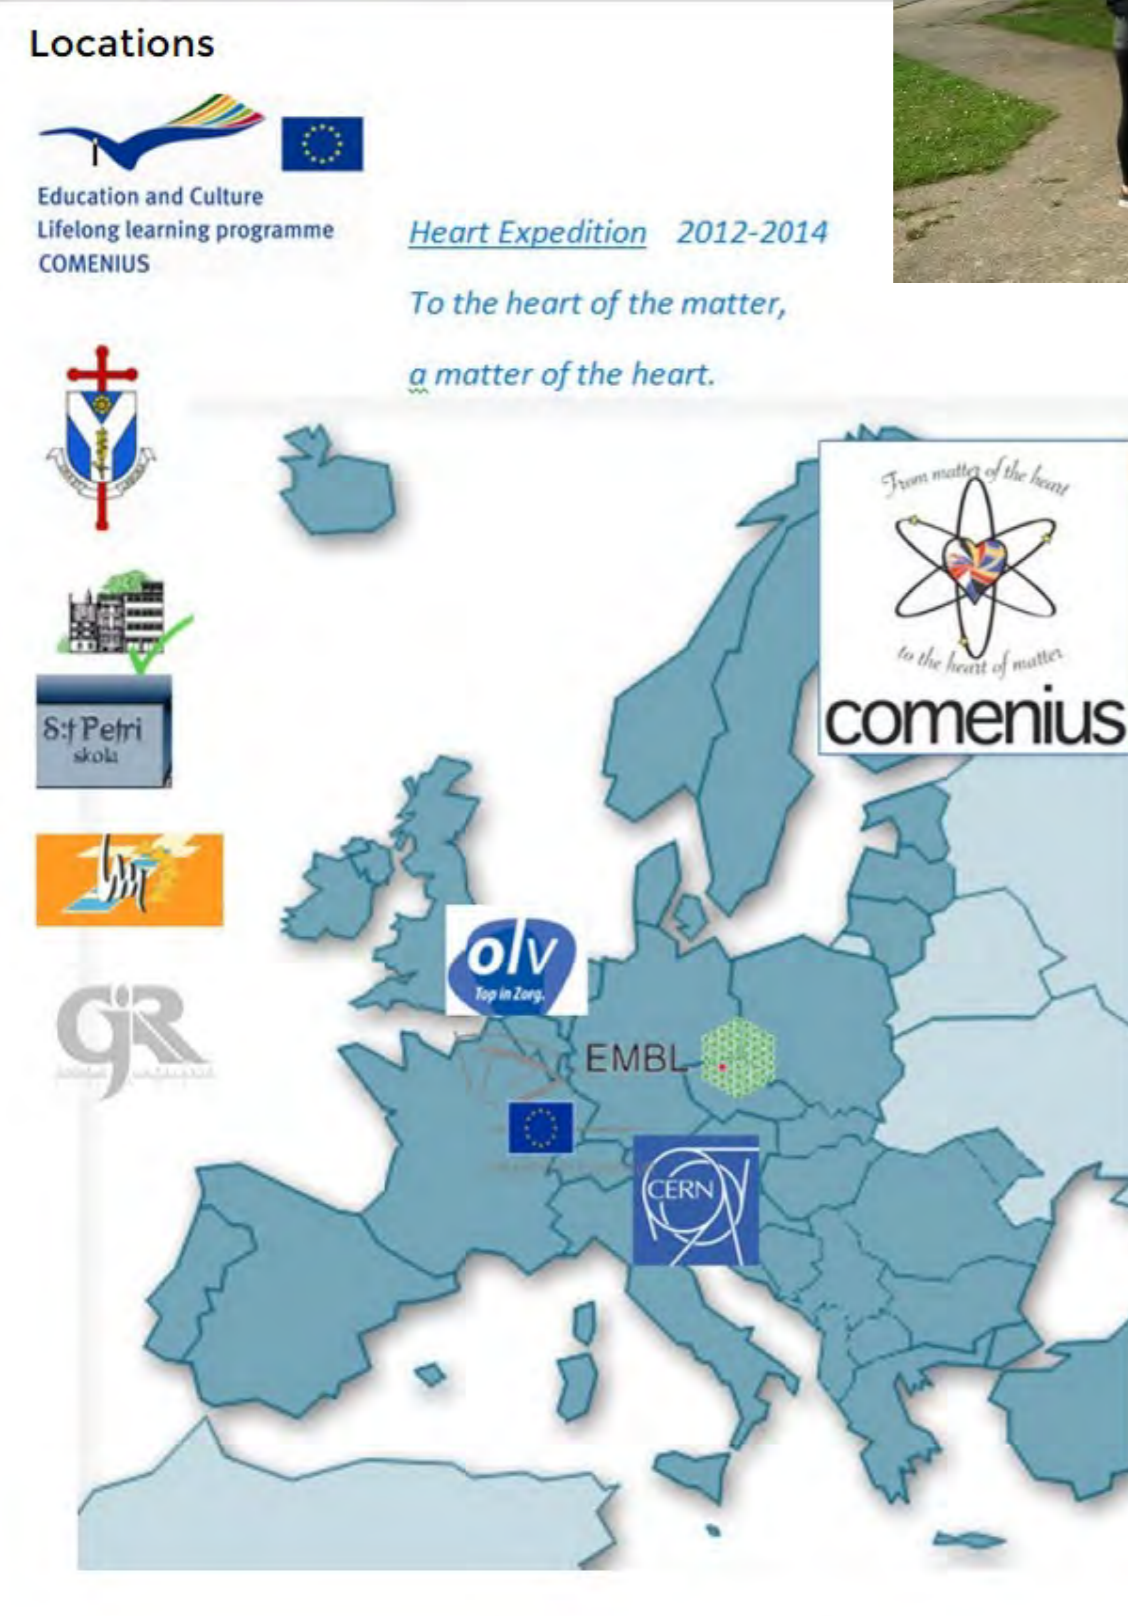 Locations
Education and Culture
Lifelong learning programme
COMENIUS
Heart Expedition 2012-2014
To the heart of the matter,
a matter of the heart.
From matter of the heart
to the heart of matter
comenius
S:t Petri
skola
olv
Top in Zorg.
EMBL
CERN
GJR